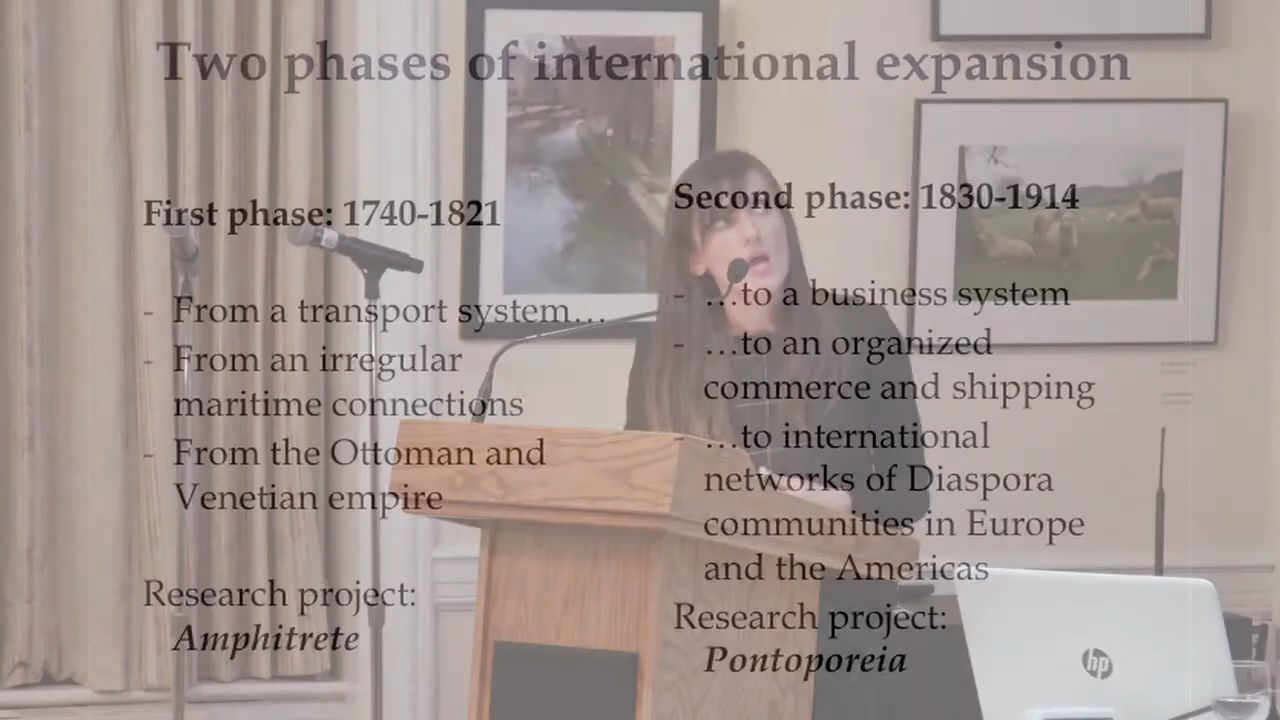 Two phases of international expansion
First phase: 1740-1821
- From a transport system…
- From an irregular
maritime connections
- From the Ottoman and
Venetian empire
Research project:
Amphitrete
Second phase: 1830-1914
- …to a business system
- …to an organized
commerce and shipping
- …to international
networks of Diaspora
communities in Europe
and the Americas
Research project:
Pontoporeia
hp